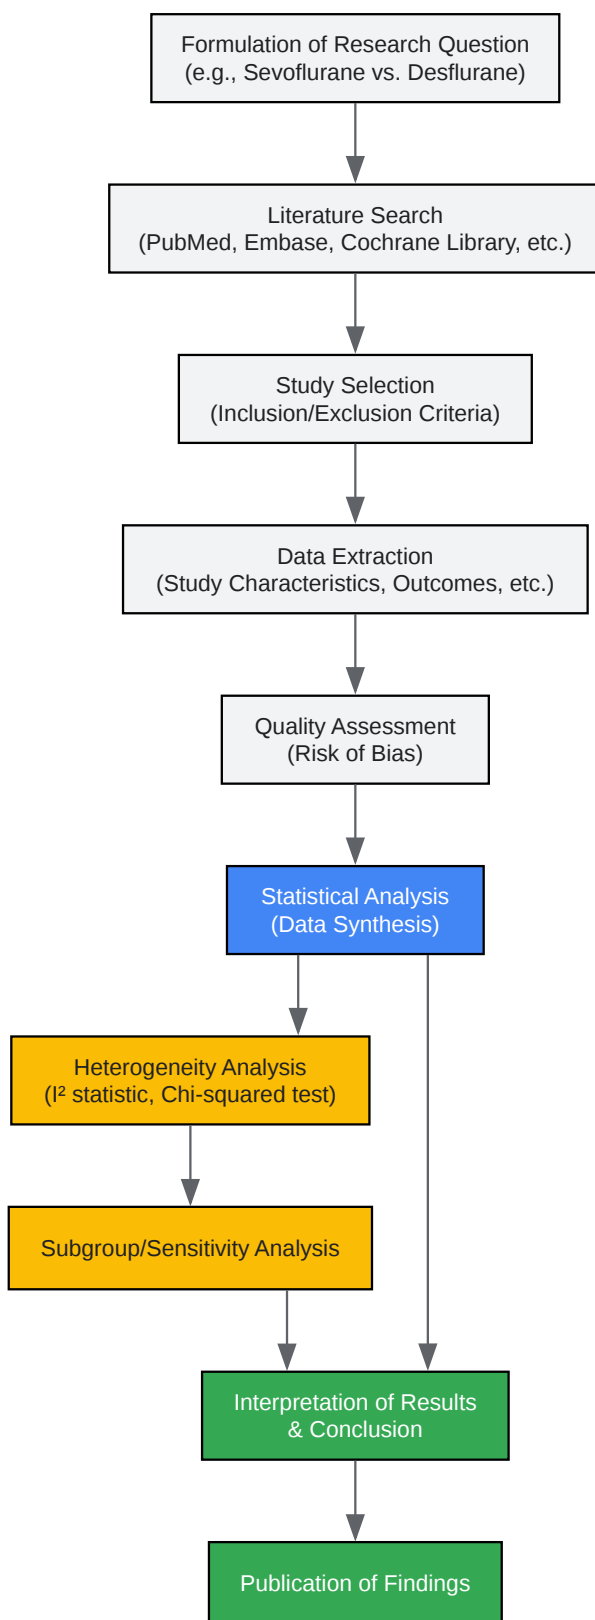 Formulation of Research Question
(e.g., Sevoflurane vs. Desflurane)
Literature Search
(PubMed, Embase, Cochrane Library, etc.)
Study Selection
(Inclusion/Exclusion Criteria)
Data Extraction
(Study Characteristics, Outcomes, etc.)
Quality Assessment
(Risk of Bias)
Statistical Analysis
(Data Synthesis)
Heterogeneity Analysis
(I² statistic, Chi-squared test)
Subgroup/Sensitivity Analysis
Interpretation of Results
& Conclusion
Publication of Findings